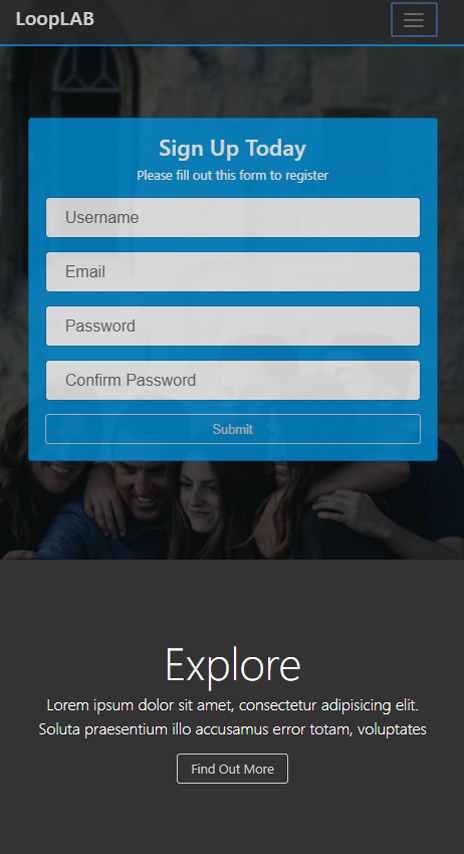 LoopLAB
Sign Up Today
Please fill out this form to register
Username
Email
Password
Confirm Password
Submit
Explore
Lorem ipsum dolor sit amet, consectetur adipisicing elit.
Soluta praesentium illo accusamus error totam, voluptates
Find Out More